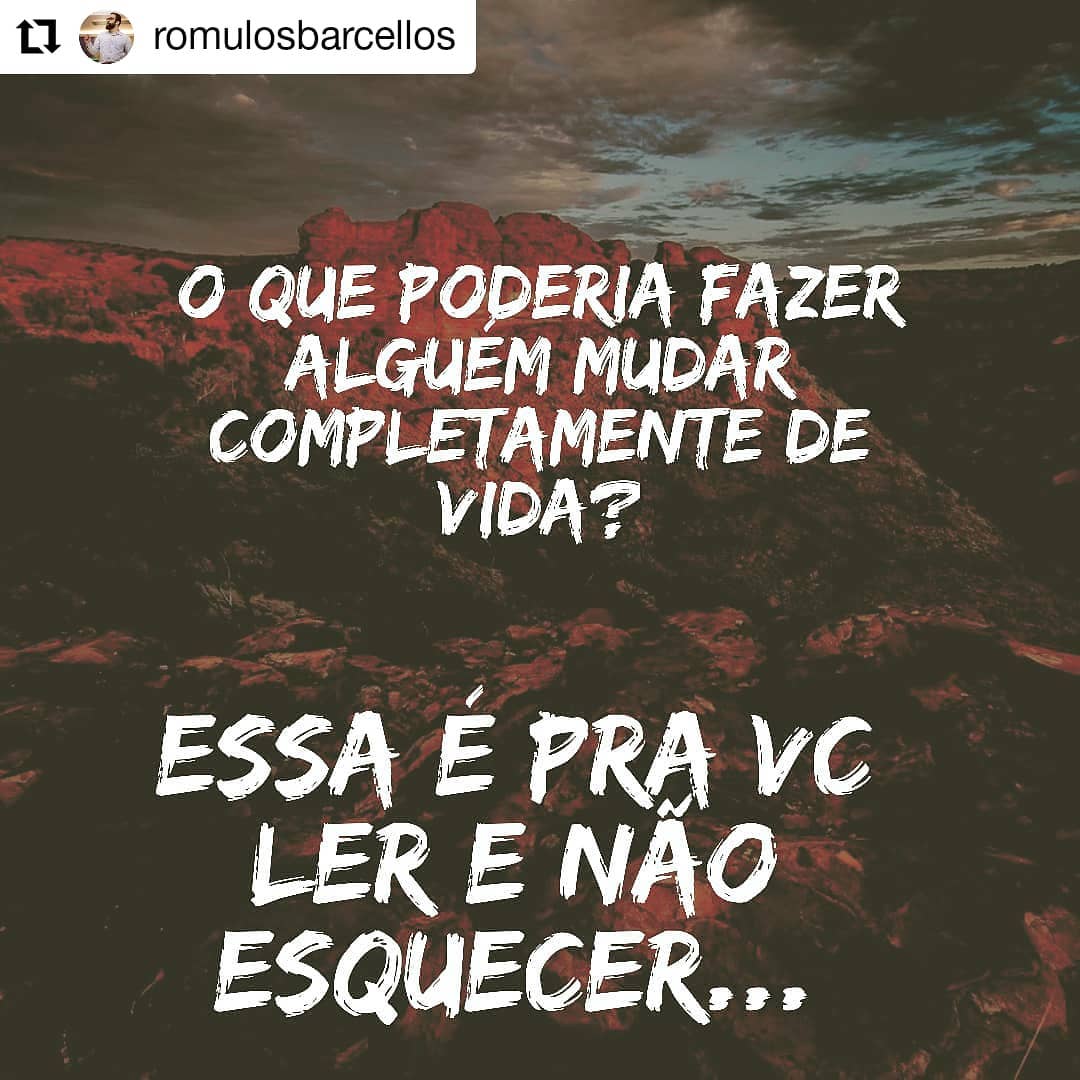 romulosbarcellos
O QUE PODERIA FAZER
ALGUÉM MUDAR
COMPLETAMENTE DE
VIDA?
ESSA É PRA VC
LER E NÃO
ESQUECER...